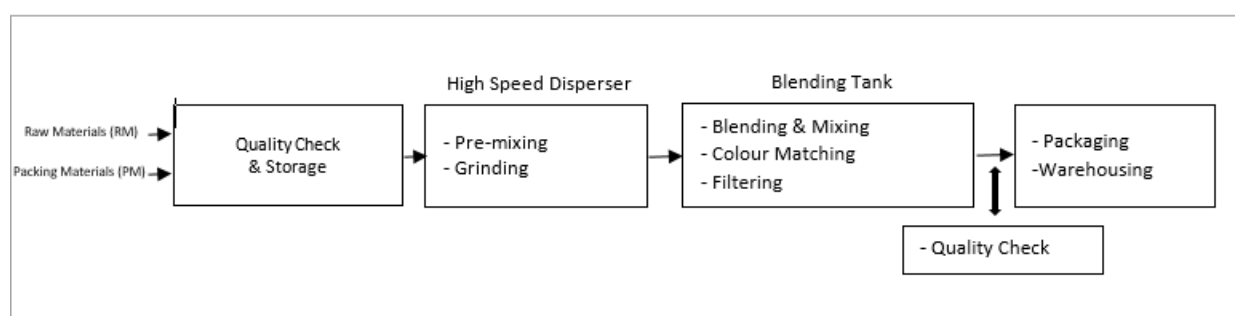 High Speed Disperser
Blending Tank
Raw Materials (RM)
Packing Materials (PM)
Quality Check
& Storage
- Pre-mixing
- Grinding
- Blending & Mixing
- Colour Matching
- Filtering
- Packaging
-Warehousing
- Quality Check